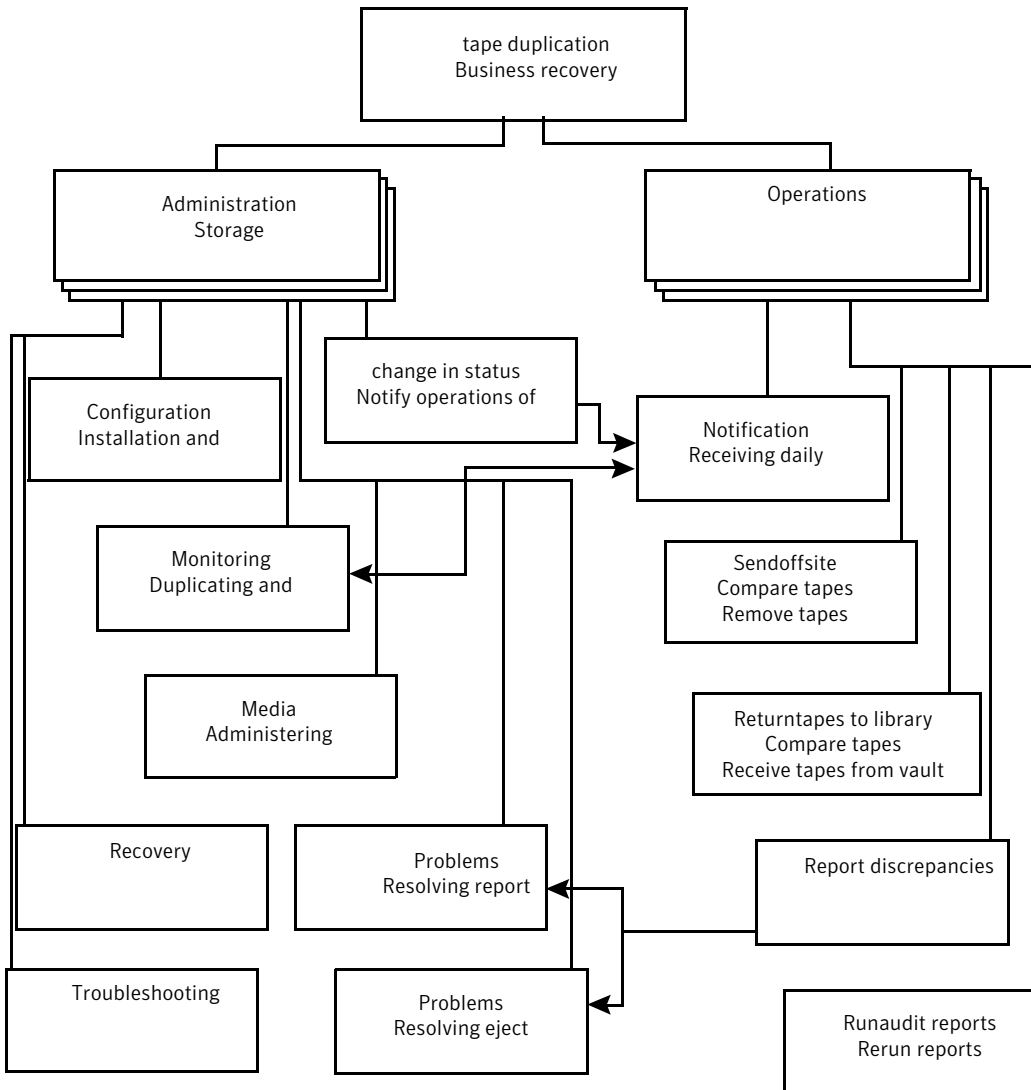 tape duplication
Business recovery
Administration
Storage
Operations
change in status
Notify operations of
Configuration
Installation and
Notification
Receiving daily
Monitoring
Duplicating and
Sendoffsite
Compare tapes
Remove tapes
Media
Administering
Returntapes to library
Compare tapes
Receive tapes from vault
Recovery
Problems
Resolving report
Report discrepancies
Troubleshooting
Problems
Resolving eject
Runaudit reports
Rerun reports